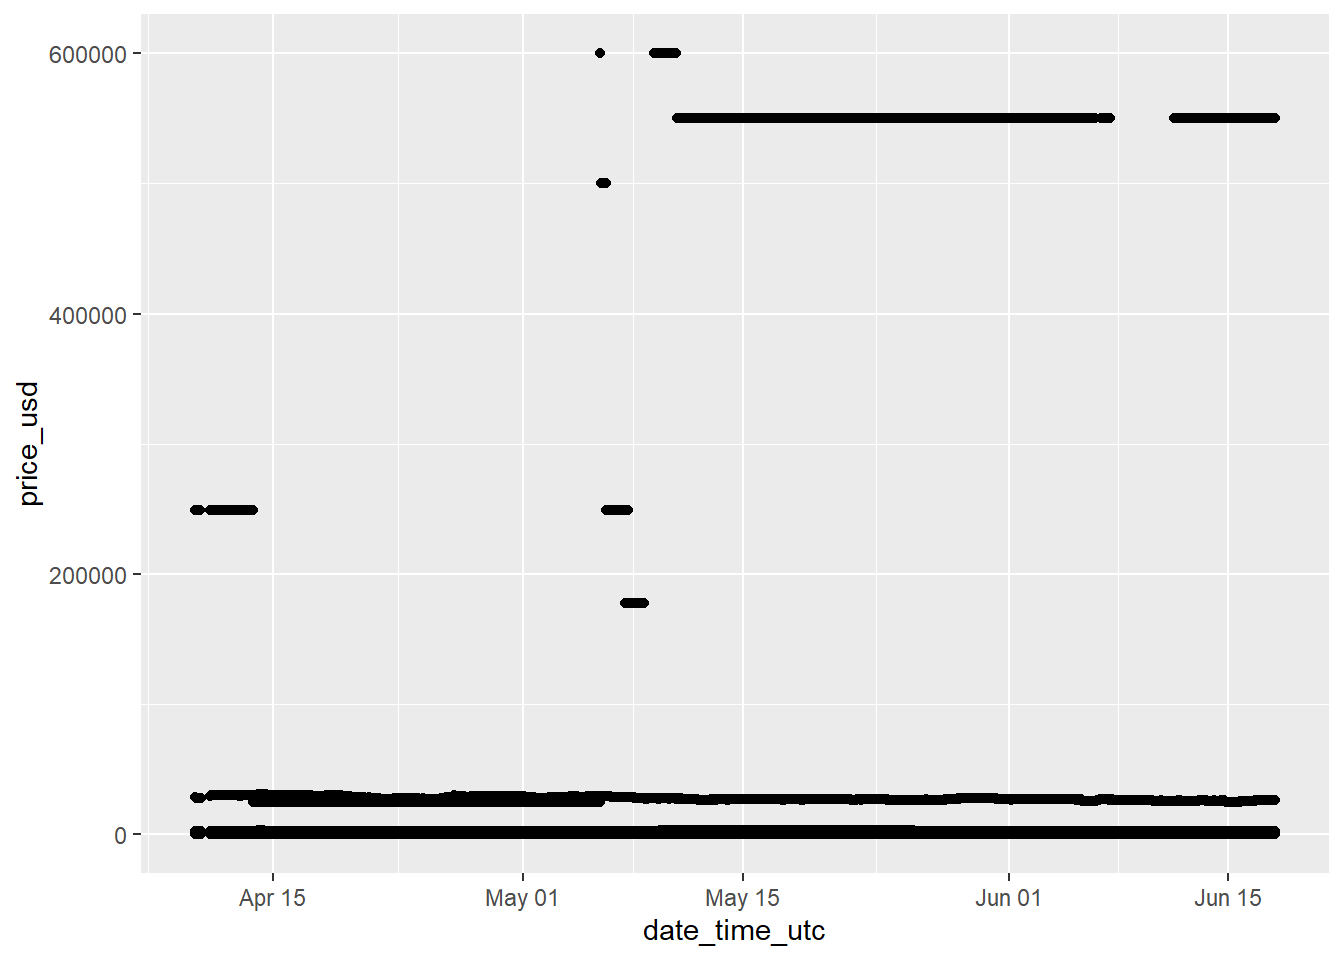 600000
400000
200000
0
price_usd
Apr 15
May 01
May 15
Jun 01
Jun 15
date_time_utc